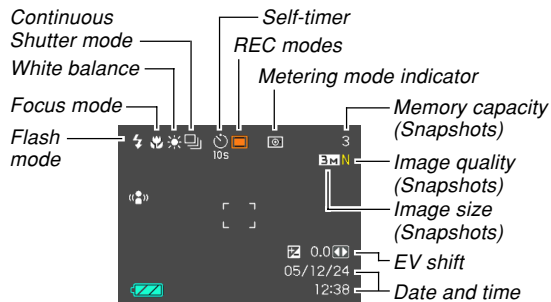 Continuous
Shutter mode
White balance
Focus mode
Flash
mode
Self-timer
REC modes
Metering mode indicator
Memory capacity
(Snapshots)
Image quality
(Snapshots)
Image size
(Snapshots)
EV shift
Date and time
10s
3
3M N
0.0
05/12/24
12:38